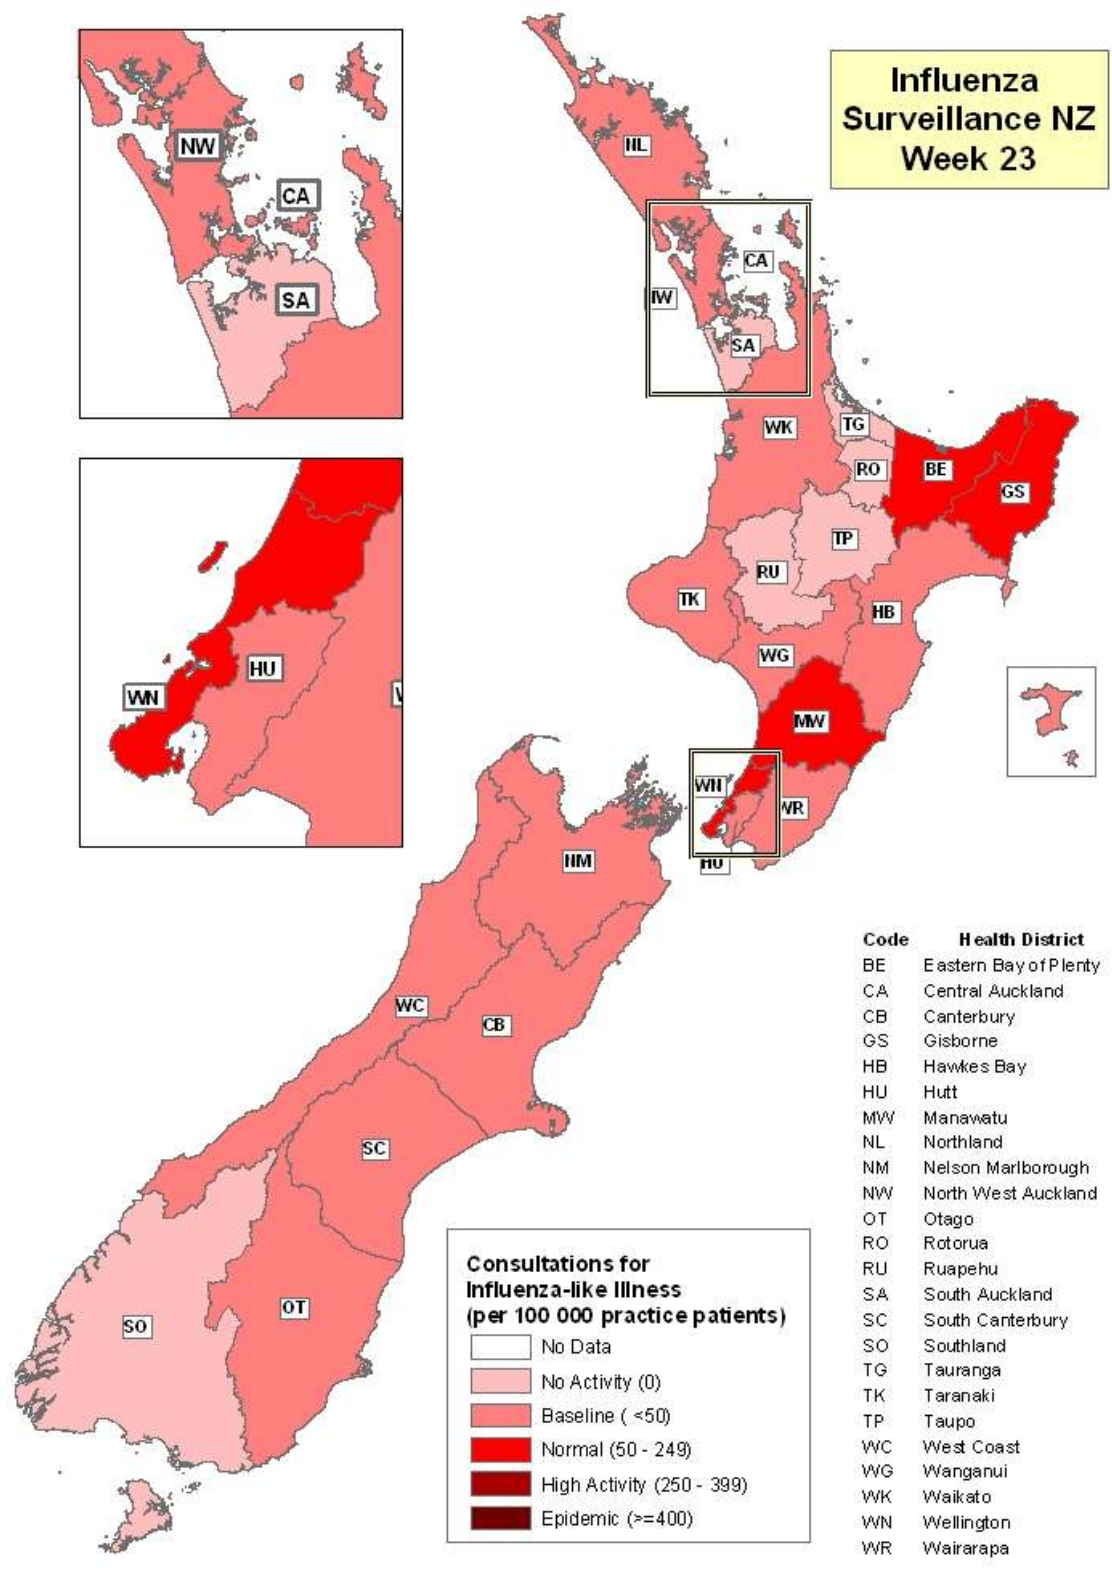 Influenza
Surveillance NZ
Week 23
NW
CA
SA
HU
WN
NL
CA
SA
WK
TG
RO
BE
GS
TP
RU
TK
HB
WG
MW
WN
WR
HU
NM
WC
CB
SC
OT
SO
Code Health District
BE Eastern Bay of Plenty
CA Central Auckland
CB Canterbury
GS Gisborne
HB Hawkes Bay
HU Hutt
MW Manawatu
NL Northland
NM Nelson Marlborough
NW North West Auckland
OT Otago
RO Rotorua
RU Ruapehu
SA South Auckland
SC South Canterbury
SO Southland
TG Tauranga
TK Taranaki
TP Taupo
WC West Coast
WG Wanganui
WK Waikato
WN Wellington
WR Wairarapa
Consultations for
Influenza-like Illness
(per 100 000 practice patients)
No Data
No Activity (0)
Baseline ( <50)
Normal (50 - 249)
High Activity (250 - 399)
Epidemic (>=400)